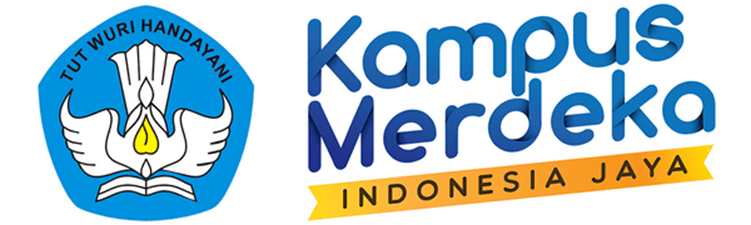 TUT WURI HANDAYANI
Kampus
Merdeka
INDONESIA JAYA